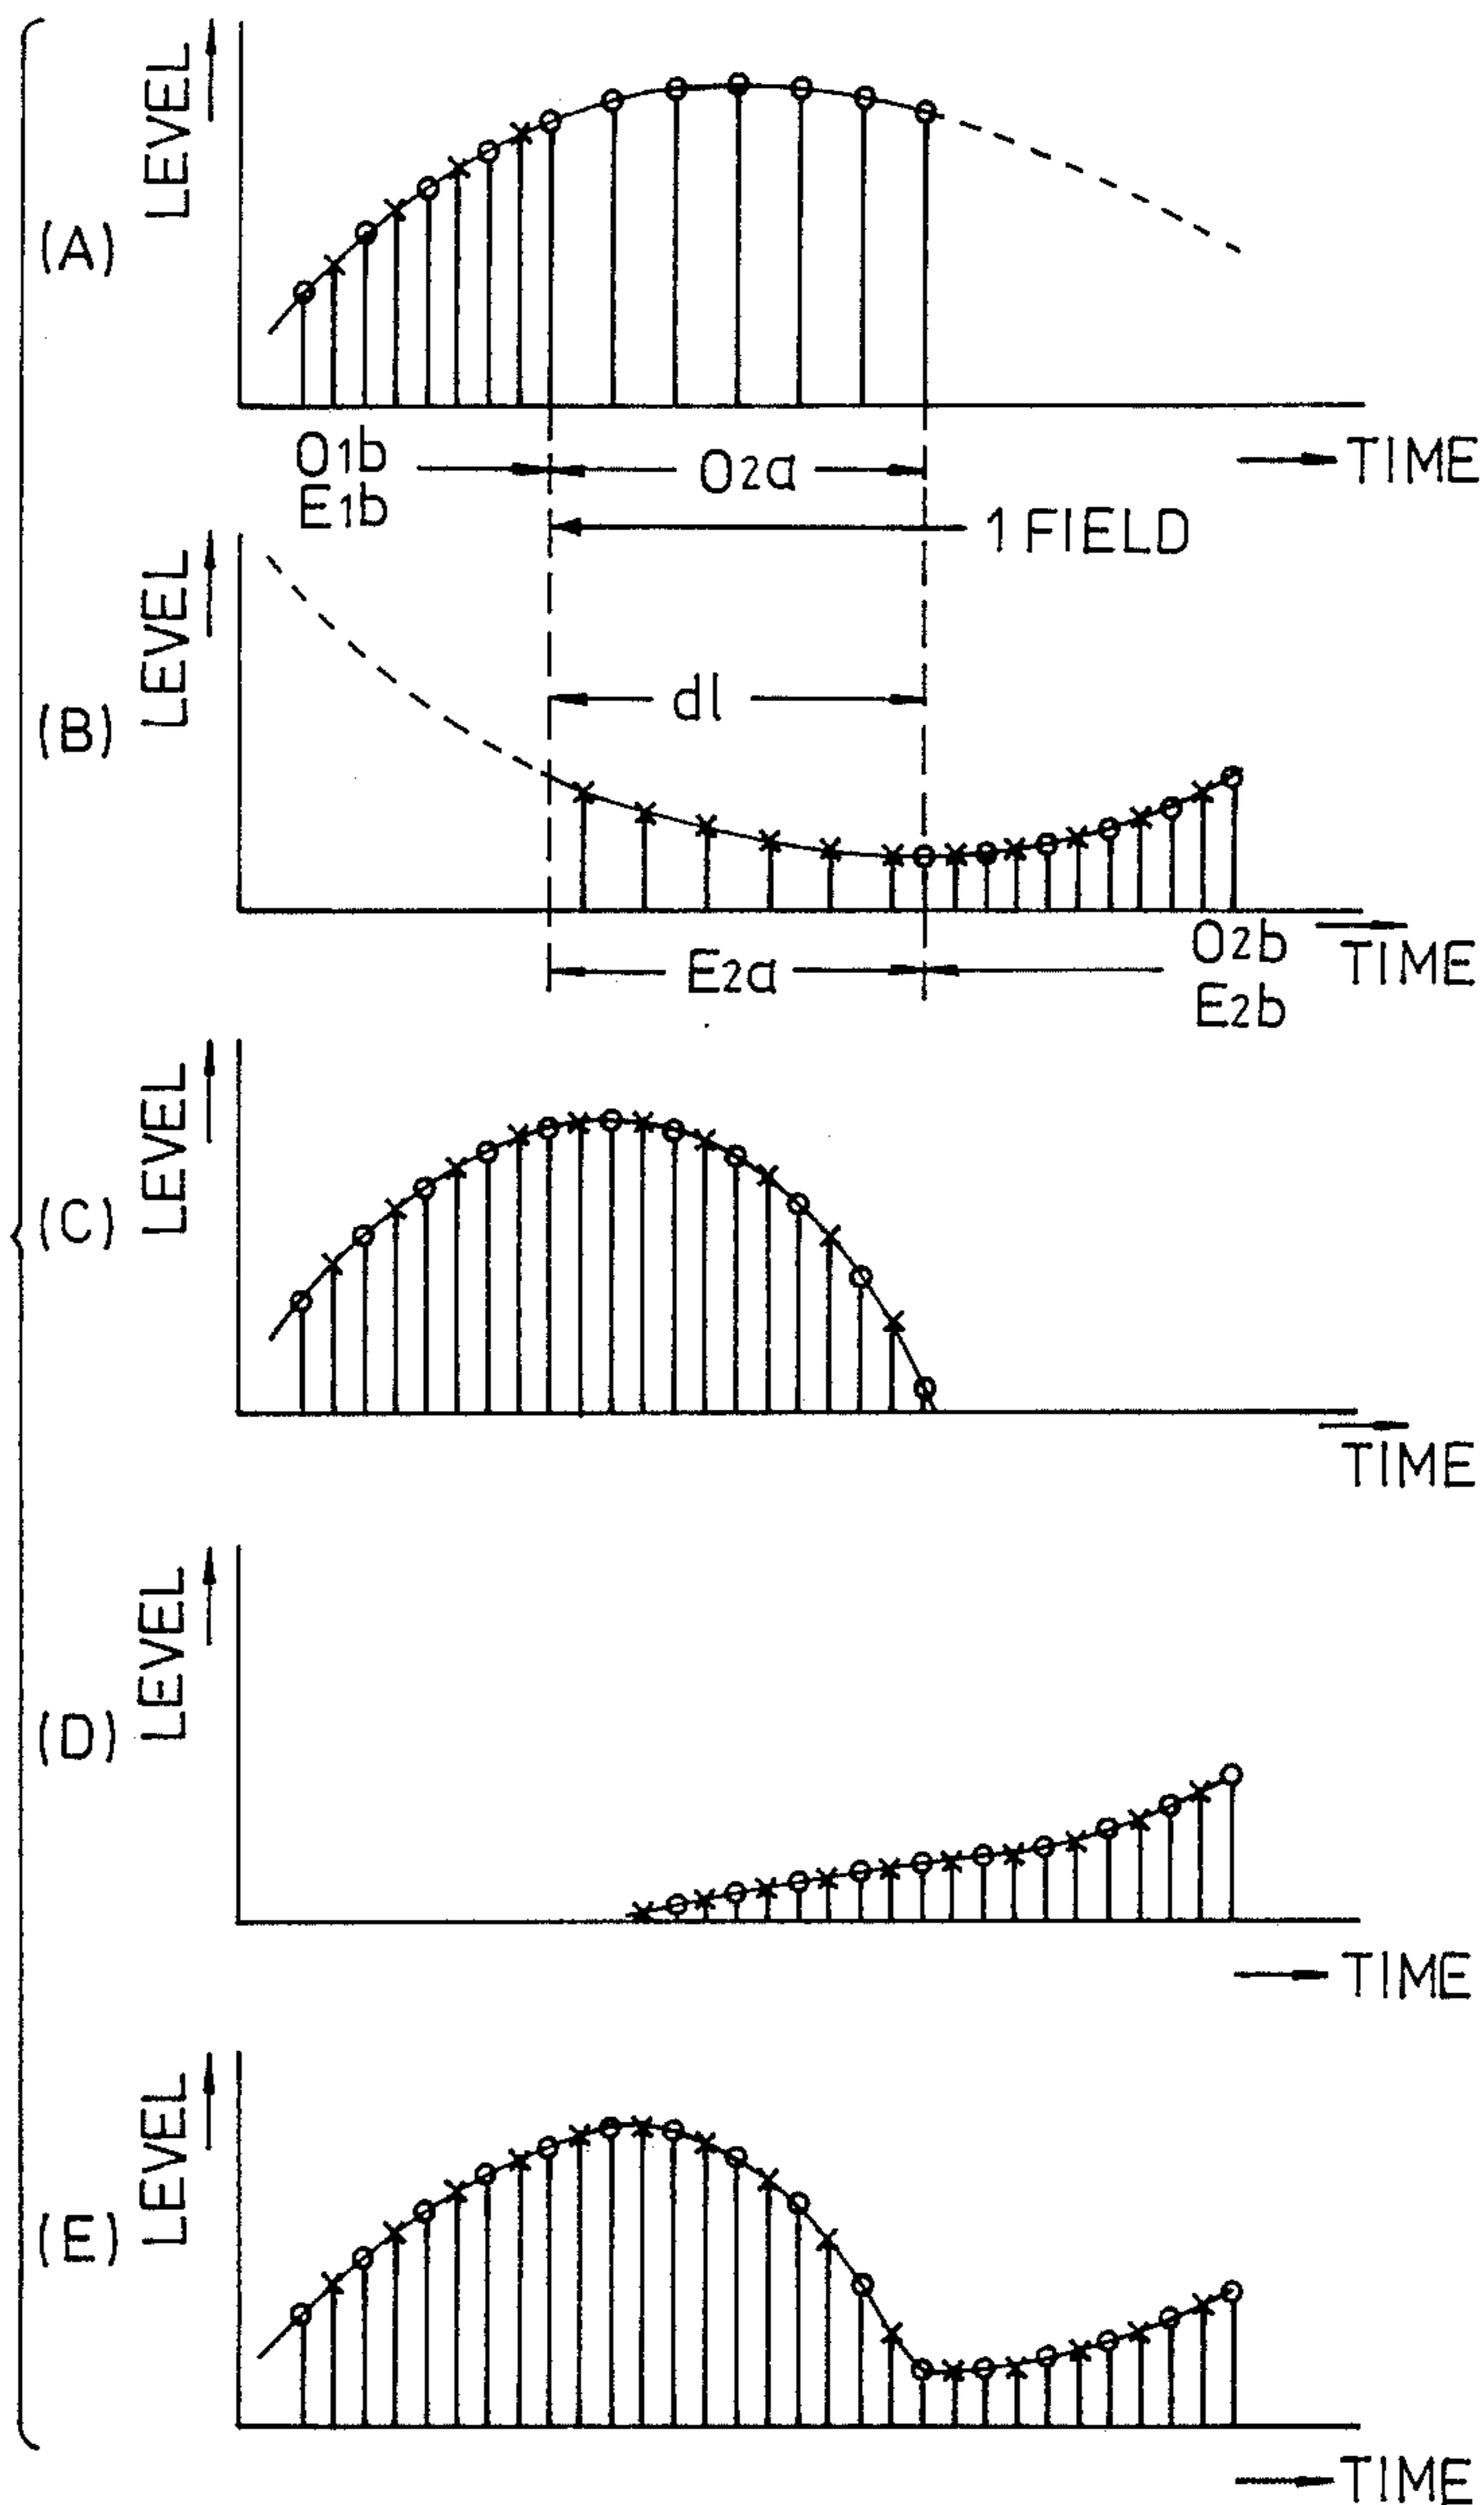 (A)
LEVEL
O1b
E1b
O2a
TIME
1 FIELD
(B)
LEVEL
dl
E2a
O2b
E2b
TIME
(C)
LEVEL
TIME
(D)
LEVEL
TIME
(E)
LEVEL
TIME